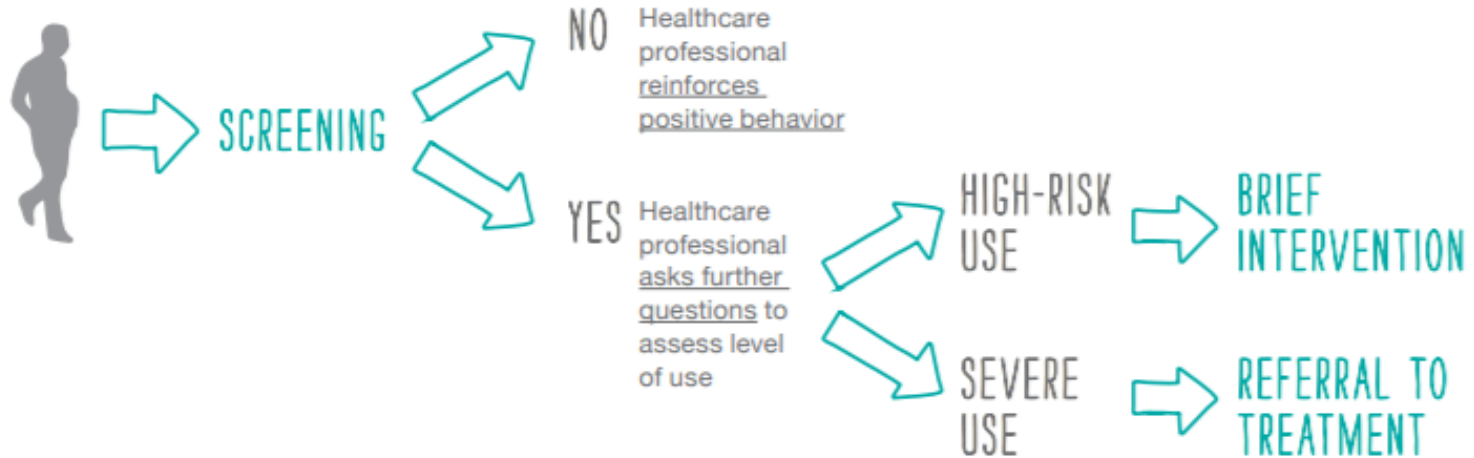 SCREENING
NO
Healthcare
professional
reinforces
positive behavior
YES
Healthcare
professional
asks further
questions to
assess level
of use
HIGH-RISK
USE
BRIEF
INTERVENTION
SEVERE
USE
REFERRAL TO
TREATMENT